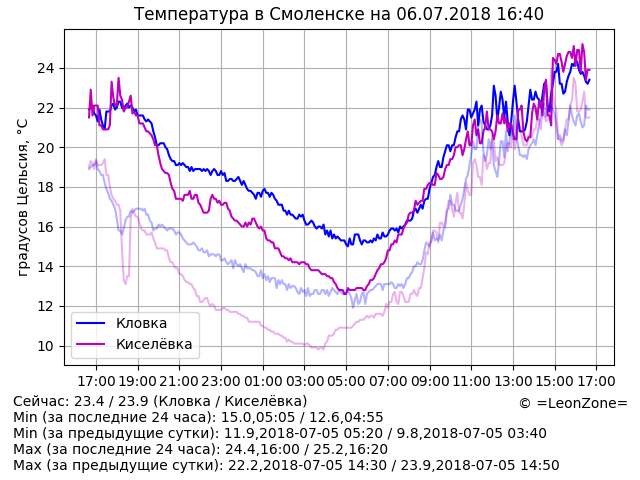 Температура в Смоленске на 06.07.2018 16:40
градусов Цельсия, °C
24
22
20
18
16
14
12
10
Кловка
Киселёвка
17:00 19:00 21:00 23:00 01:00 03:00 05:00 07:00 09:00 11:00 13:00 15:00 17:00
Сейчас: 23.4 / 23.9 (Кловка / Киселёвка)
© =LeonZone=
Min (за последние 24 часа): 15.0,05:05 / 12.6,04:55
Min (за предыдущие сутки): 11.9,2018-07-05 05:20 / 9.8,2018-07-05 03:40
Max (за последние 24 часа): 24.4,16:00 / 25.2,16:20
Max (за предыдущие сутки): 22.2,2018-07-05 14:30 / 23.9,2018-07-05 14:50